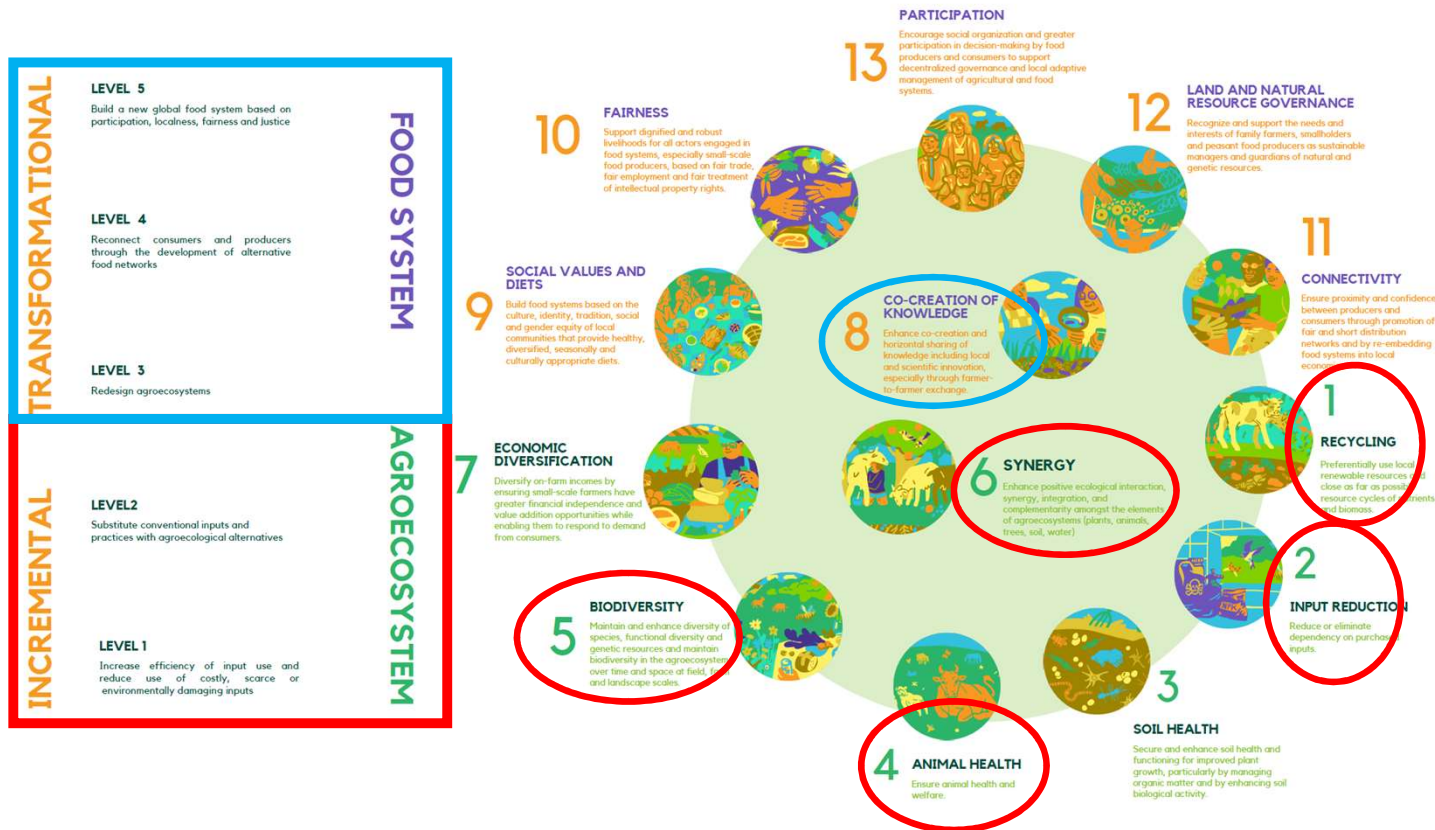 TRANSFORMATIONAL
LEVEL 5
Build a new global food system based on
participation, localness, fairness and justice
LEVEL 4
Reconnect consumers and producers
through the development of alternative
food networks
LEVEL 3
Redesign agroecosystems
FOOD SYSTEM
INCREMENTAL
LEVEL2
Substitute conventional inputs and
practices with agroecological alternatives
LEVEL 1
Increase efficiency of input use and
reduce use of costly, scarce or
environmentally damaging inputs
AGROECOSYSTEM
13
PARTICIPATION
Encourage social organization and greater
participation in decision-making by food
producers and consumers to support
decentralized governance and local adaptive
management of agricultural and food
systems.
10
FAIRNESS
Support dignified and robust
livelihoods for all actors engaged in
food systems, especially small-scale
food producers, based on fair trade,
fair employment and fair treatment
of intellectual property rights.
12
LAND AND NATURAL
RESOURCE GOVERNANCE
Recognize and support the needs and
interests of family farmers, smallholders
and peasant food producers as sustainable
managers and guardians of natural and
genetic resources.
9
SOCIAL VALUES AND
DIETS
Build food systems based on the
culture, identity, tradition, social
and gender equity of local
communities that provide healthy,
diversified, seasonally and
culturally appropriate diets.
8
CO-CREATION OF
KNOWLEDGE
Enhance co-creation and
horizontal sharing of
knowledge including local
and scientific innovation,
especially through farmer-
to-farmer exchange.
11
CONNECTIVITY
Ensure proximity and confidence
between producers and
consumers through promotion of
fair and short distribution
networks and by re-embedding
food systems into local
7
ECONOMIC
DIVERSIFICATION
Diversify on-farm incomes by
ensuring small-scale farmers have
greater financial independence and
value addition opportunities while
enabling them to respond to demand
from consumers.
6
SYNERGY
Enhance positive ecological interaction,
synergy, integration, and
complementarity amongst the elements
of agroecosystems (plants, animals,
trees, soil, water)
1
RECYCLING
Preferentially use local
renewable resources and
close as far as possible
resource cycles of nutrients
and biomass.
5
BIODIVERSITY
Maintain and enhance diversity of
species, functional diversity and
genetic resources and maintain
biodiversity in the agroecosystem
over time and space at field, farm
and landscape scales.
2
INPUT REDUCTION
Reduce or eliminate
dependency on purchased
inputs.
NPK
4
ANIMAL HEALTH
Ensure animal health and
welfare.
3
SOIL HEALTH
Secure and enhance soil health and
functioning for improved plant
growth, particularly by managing
organic matter and by enhancing soil
biological activity.